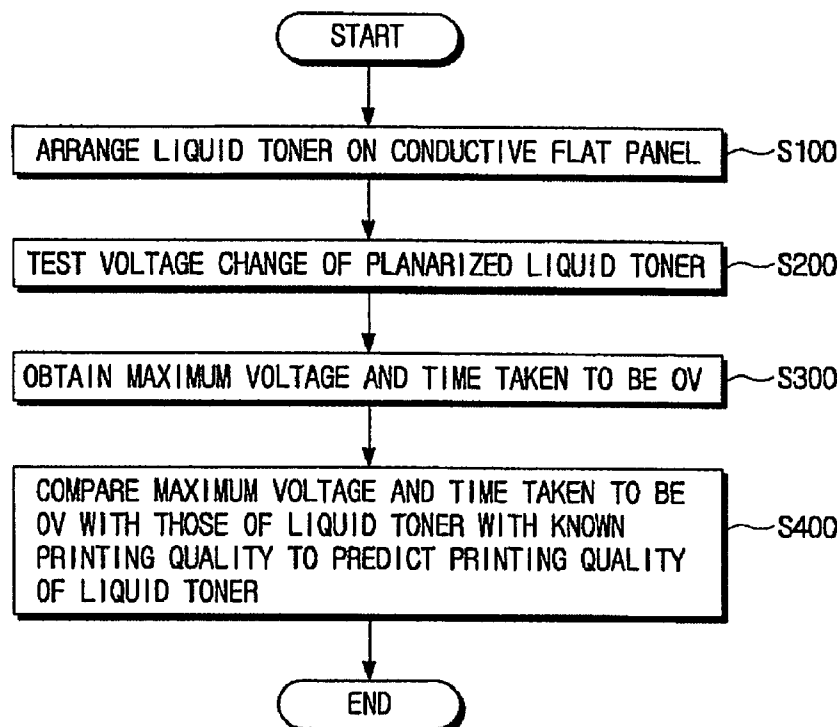 START
ARRANGE LIQUID TONER ON CONDUCTIVE FLAT PANEL
S100
TEST VOLTAGE CHANGE OF PLANARIZED LIQUID TONER
S200
OBTAIN MAXIMUM VOLTAGE AND TIME TAKEN TO BE 0V
S300
COMPARE MAXIMUM VOLTAGE AND TIME TAKEN TO BE
0V WITH THOSE OF LIQUID TONER WITH KNOWN
PRINTING QUALITY TO PREDICT PRINTING QUALITY
OF LIQUID TONER
S400
END